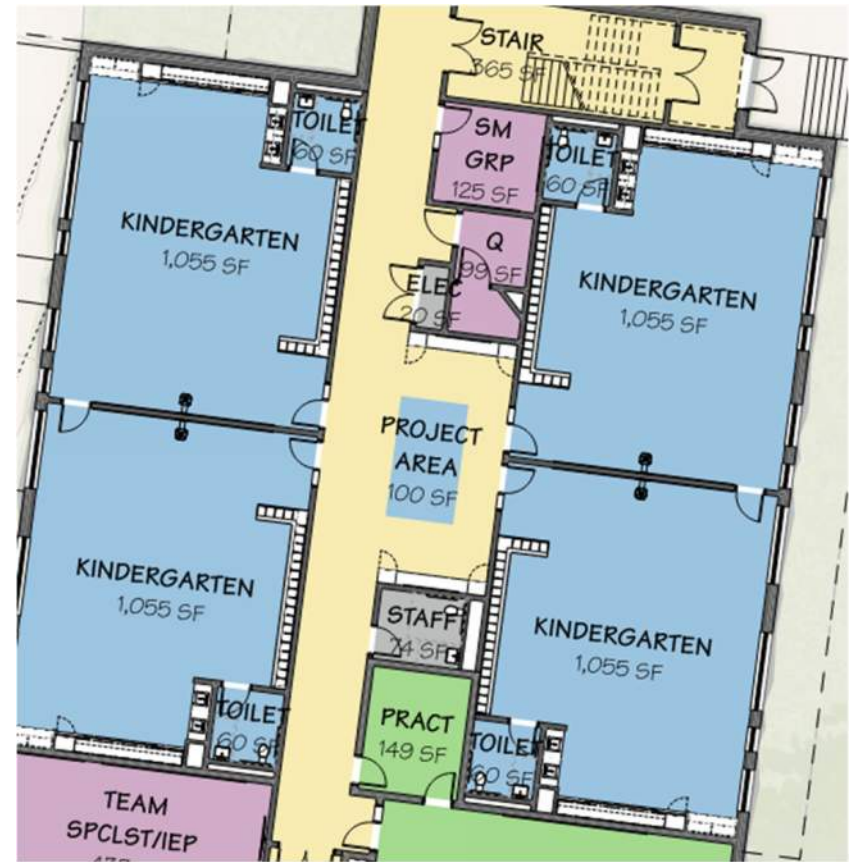 STAIR
365 SF
TOILET
60 SF
SM
GRP
125 SF
TOILET
60 SF
KINDERGARTEN
1,055 SF
Q
99 SF
KINDERGARTEN
1,055 SF
ELEC
20 SF
PROJECT
AREA
100 SF
KINDERGARTEN
1,055 SF
STAFF
74 SF
KINDERGARTEN
1,055 SF
TOILET
60 SF
PRACT
149 SF
TOILET
60 SF
TEAM
SPCLST/IEP